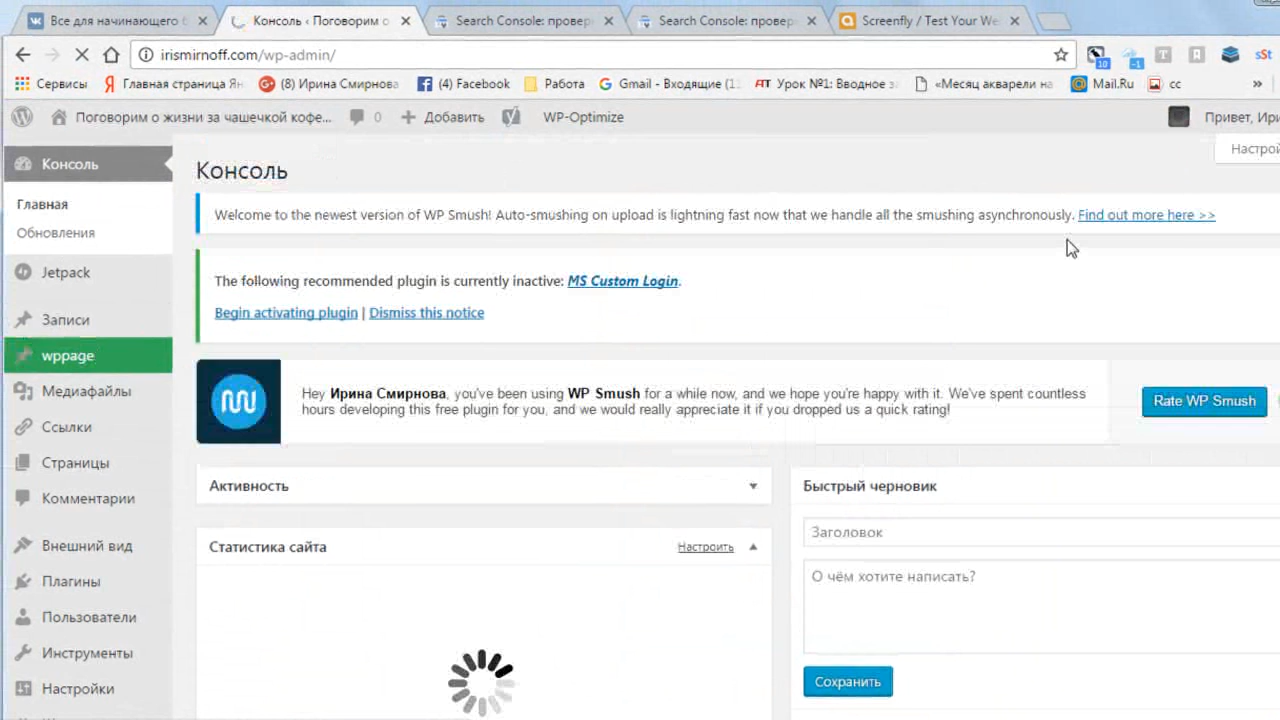 Все для начинающего б
Консоль ‹ Поговорим о
Search Console: провер
Search Console: провер
Screenfly / Test Your We
irismirnoff.com/wp-admin/
10
-1
T
sSt
Сервисы
Главная страница Ян
(8) Ирина Смирнова
(4) Facebook
Работа
Gmail - Входящие (1
Урок №1: Вводное з
«Месяц акварели на
Mail.Ru
сс
»
Поговорим о жизни за чашечкой кофе...
0
Добавить
WP-Optimize
Привет, Ири
Настрой
Консоль
Главная
Обновления
Jetpack
Записи
wppage
Медиафайлы
Ссылки
Страницы
Комментарии
Внешний вид
Плагины
Пользователи
Инструменты
Настройки
Консоль
Welcome to the newest version of WP Smush! Auto-smushing on upload is lightning fast now that we handle all the smushing asynchronously. Find out more here >>
The following recommended plugin is currently inactive: MS Custom Login.
Begin activating plugin | Dismiss this notice
Hey Ирина Смирнова, you've been using WP Smush for a while now, and we hope you're happy with it. We've spent countless
hours developing this free plugin for you, and we would really appreciate it if you dropped us a quick rating!
Rate WP Smush
Активность
Статистика сайта
Настроить
Быстрый черновик
Заголовок
О чём хотите написать?
Сохранить